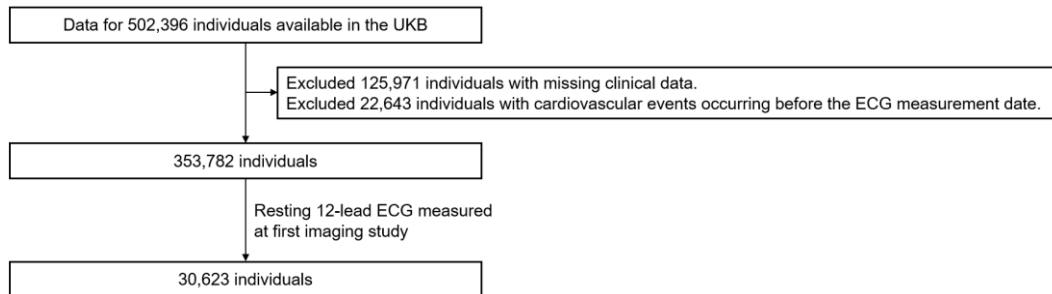 Data for 502,396 individuals available in the UKB
Excluded 125,971 individuals with missing clinical data.
Excluded 22,643 individuals with cardiovascular events occurring before the ECG measurement date.
353,782 individuals
Resting 12-lead ECG measured
at first imaging study
30,623 individuals